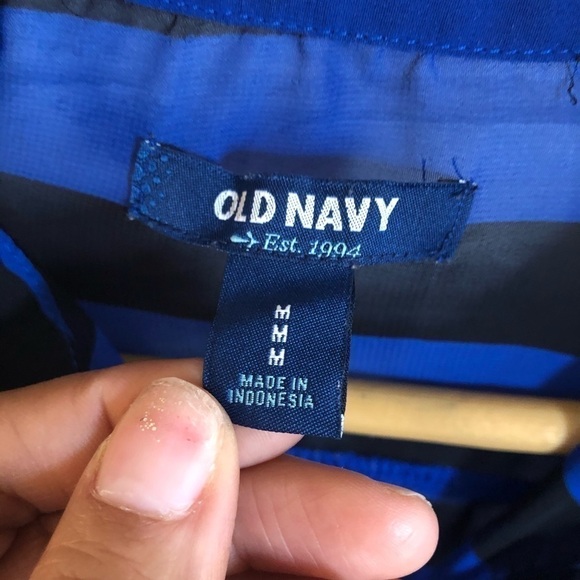 OLD NAVY
Est. 1994
M
M
M
MADE IN
INDONESIA